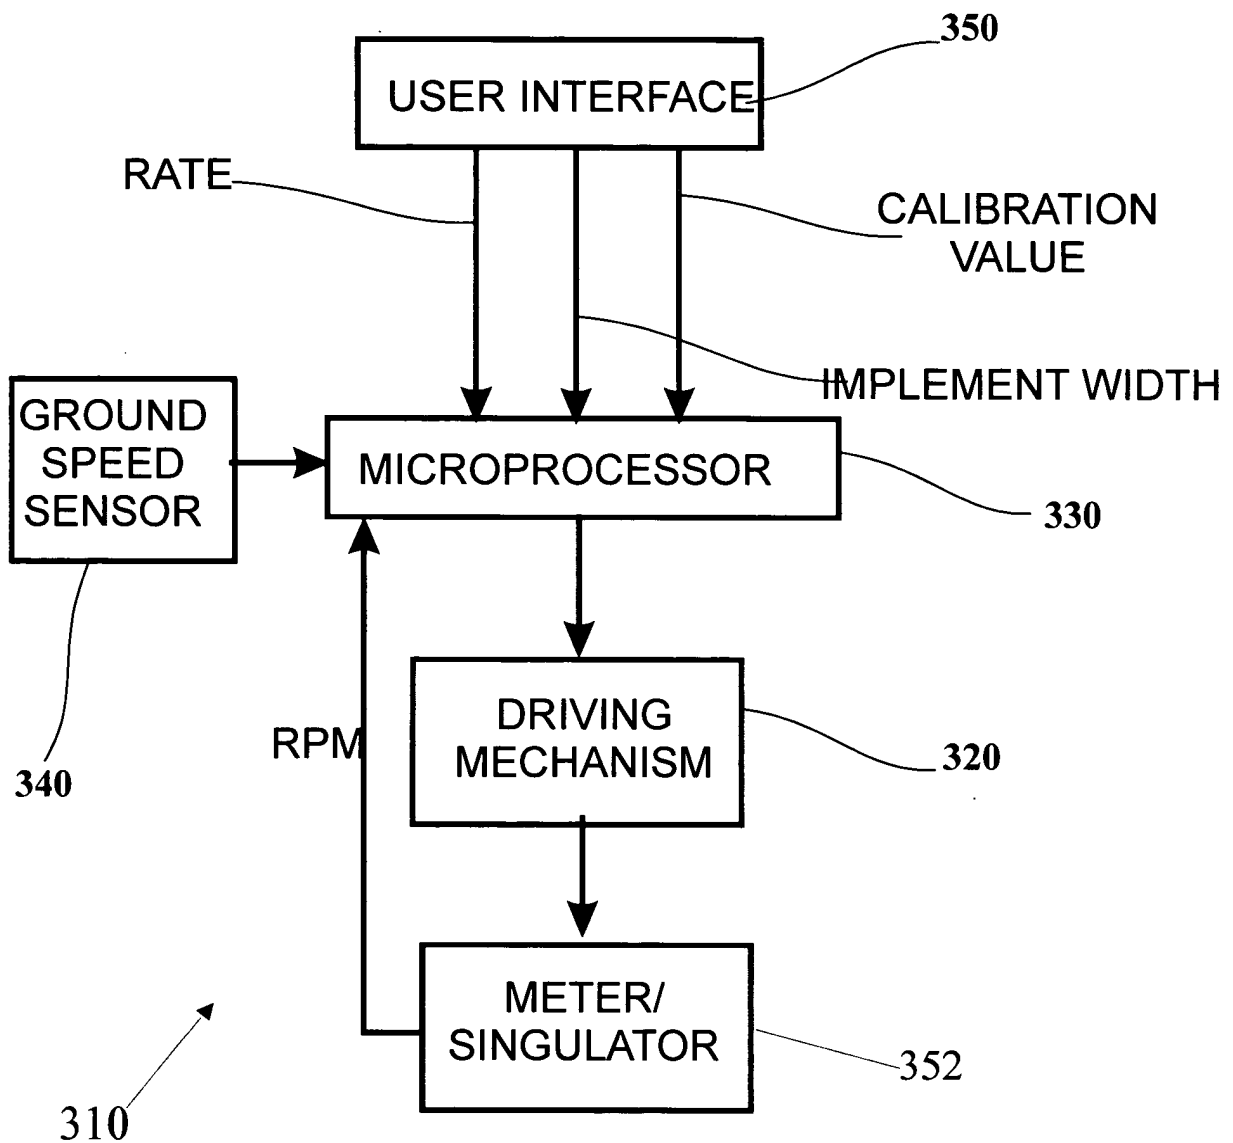 350
USER INTERFACE
RATE
CALIBRATION
VALUE
IMPLEMENT WIDTH
GROUND
SPEED
SENSOR
MICROPROCESSOR
330
340
RPM
DRIVING
MECHANISM
320
METER/
SINGULATOR
352
310